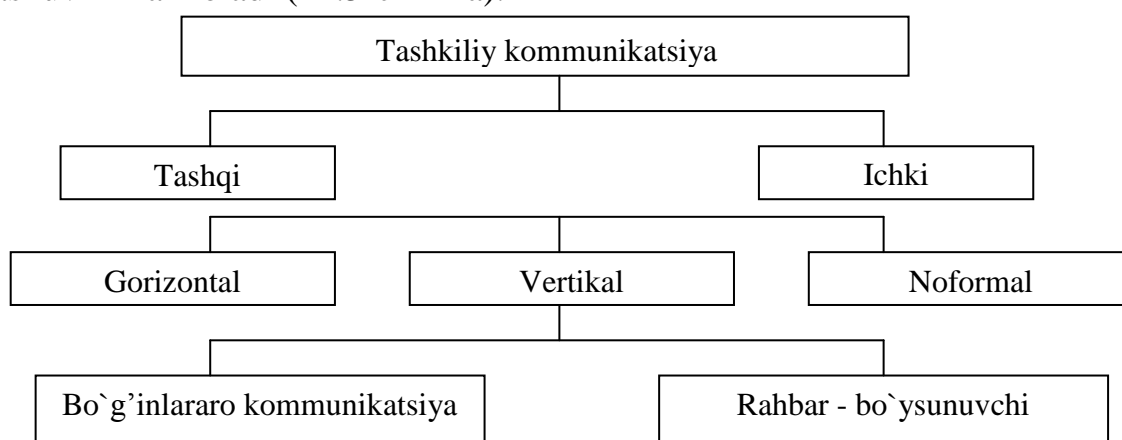 Tashkiliy kommunikatsiya
Tashqi
Ichki
Gorizontal
Vertikal
Noformal
Bo`g’inlararo kommunikatsiya
Rahbar - bo`ysunuvchi